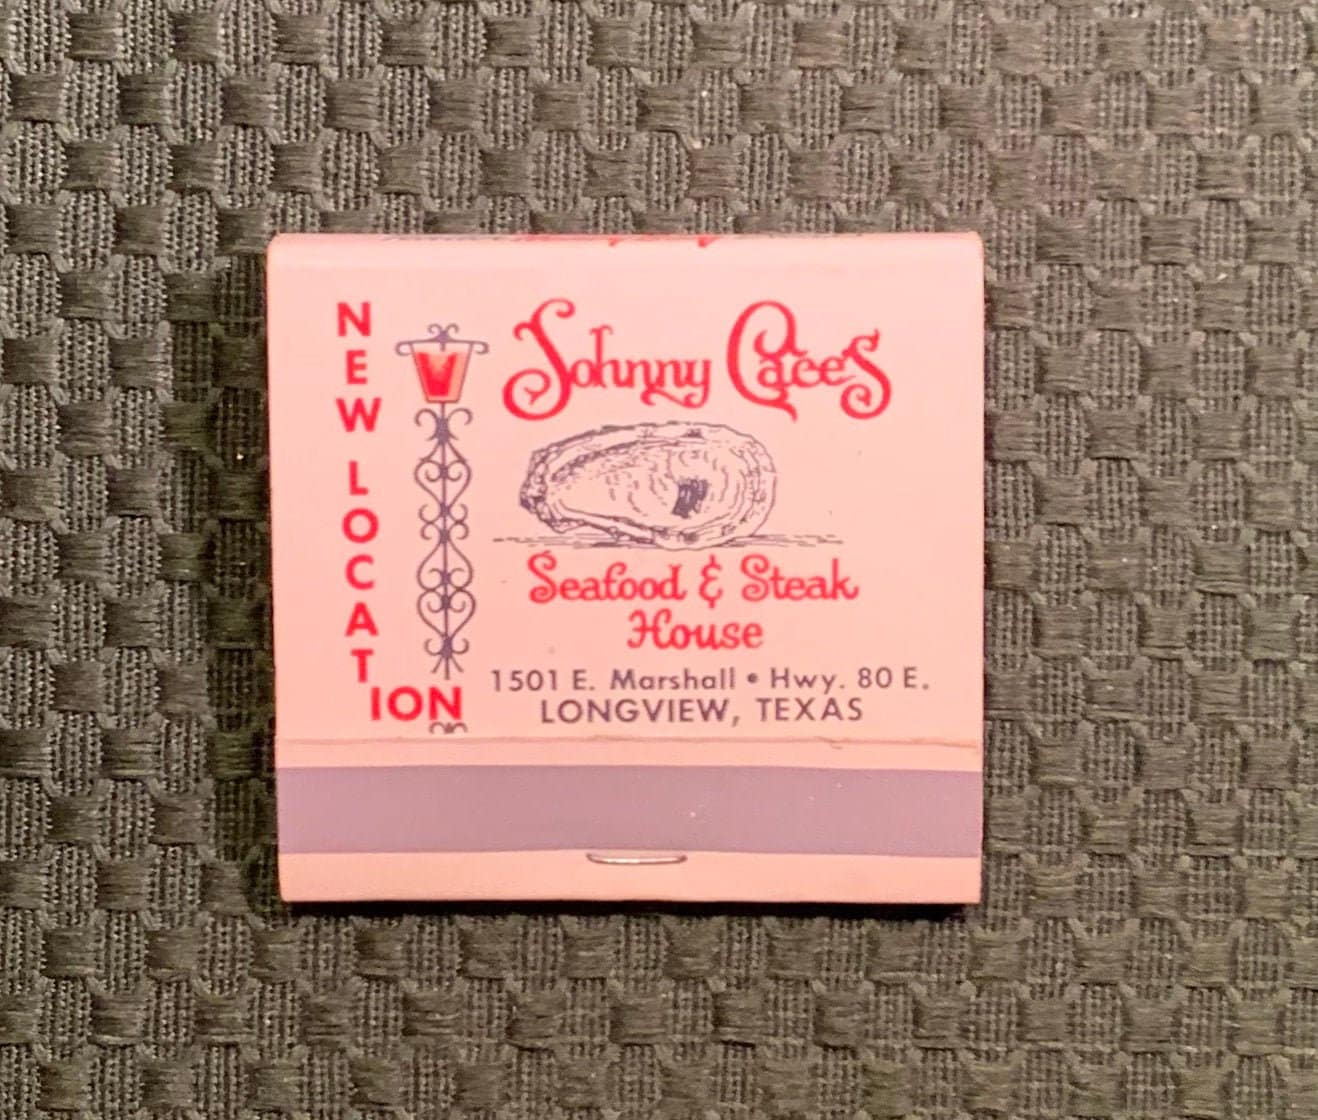 NEW LOCATION
Johnny Cace's
Seafood & Steak
House
1501 E. Marshall • Hwy. 80 E.
LONGVIEW, TEXAS